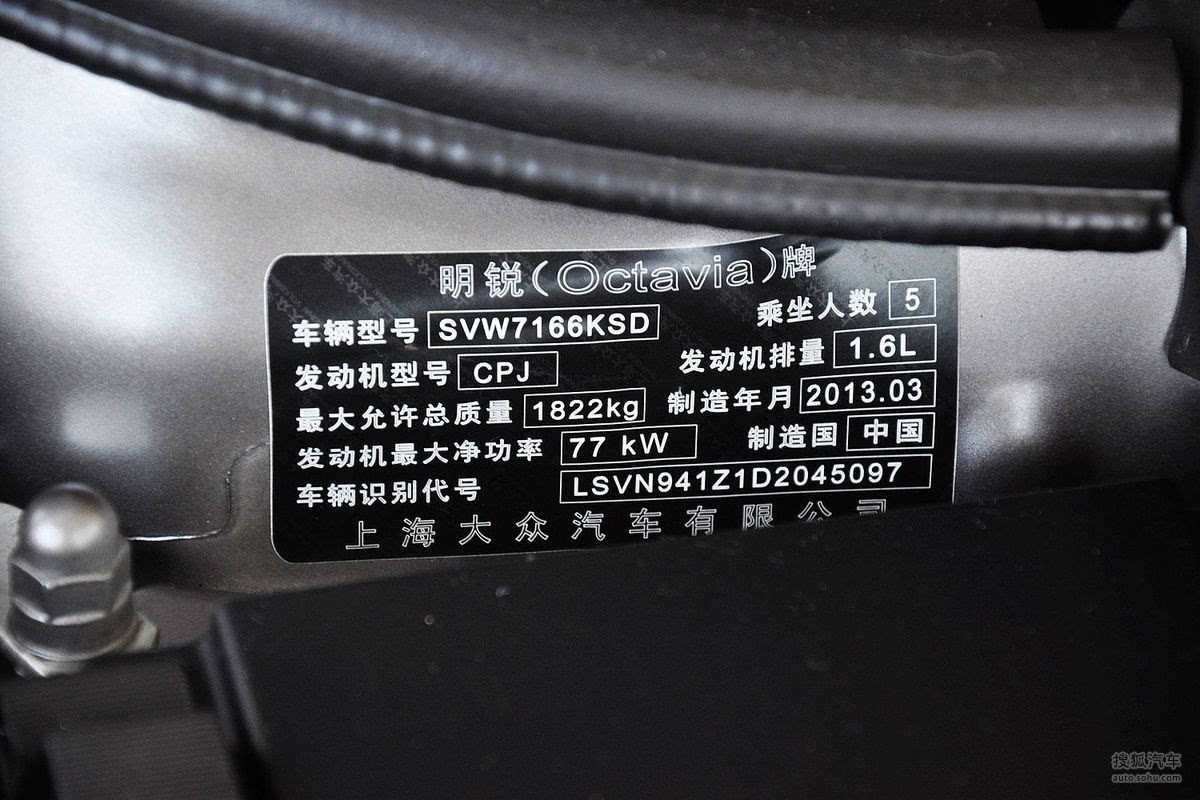 明锐(Octavia)牌
车辆型号 SVW7166KSD 乘坐人数 5
发动机型号 CPJ 发动机排量 1.6L
最大允许总质量 1822kg 制造年月 2013.03
发动机最大净功率 77 kW 制造国 中国
车辆识别代号 LSVN941Z1D2045097
上海大众汽车有限公司
搜狐汽车
auto.sohu.com